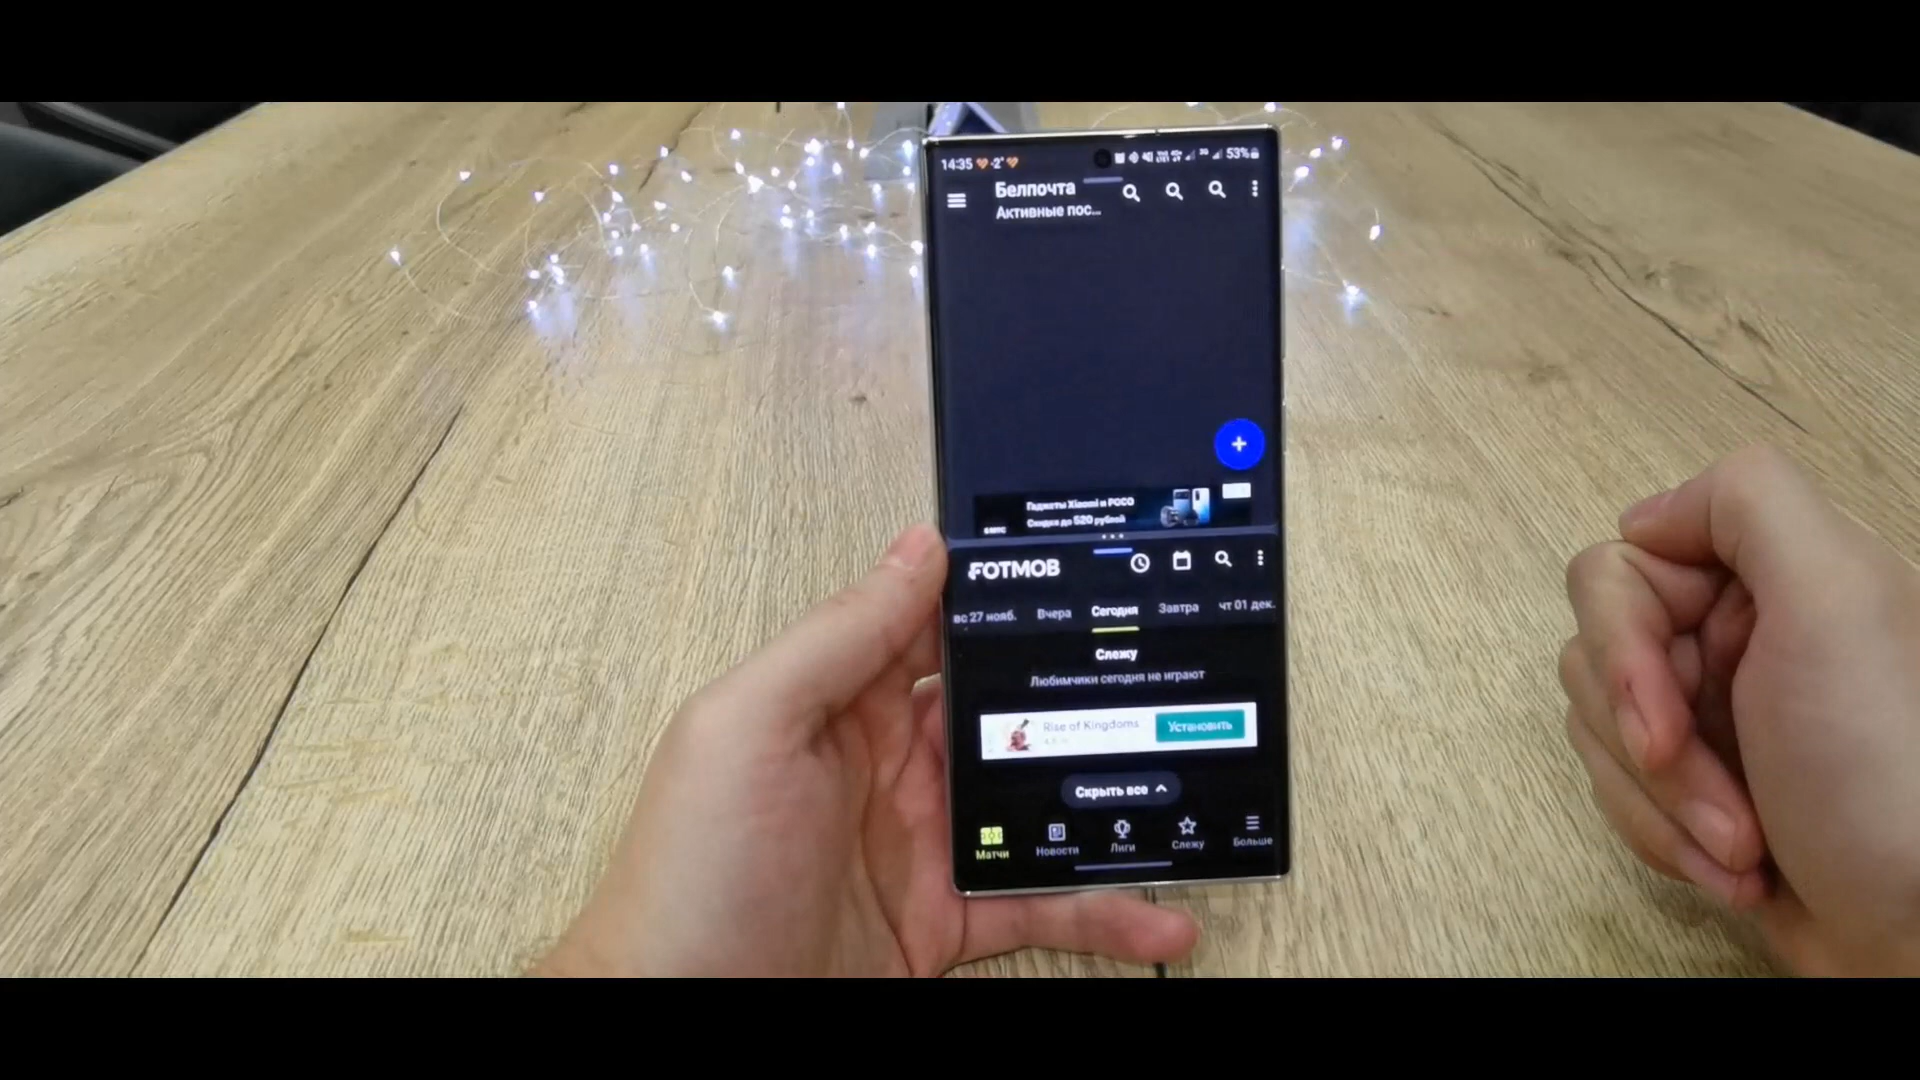 14:35 🧡 -2° 🧡
53%
Белпочта
Активные пос...
Гаджеты Xiaomi и POCO
Скидка до 520 рублей
FOTMOB
вс 27 нояб. Вчера Сегодня Завтра чт 01 дек.
Слежу
Любимчики сегодня не играют
Rise of Kingdoms
Установить
Скрыть все
Матчи Новости Лиги Слежу Больше